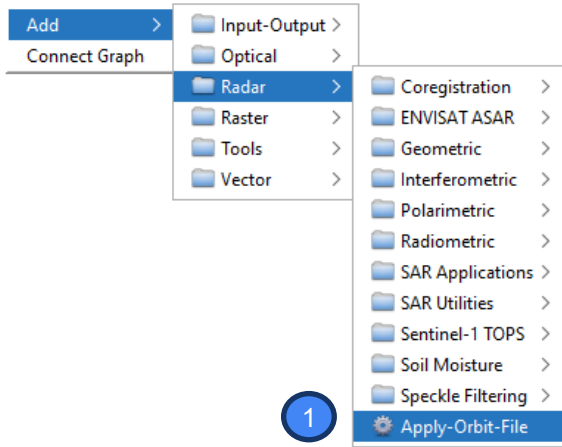 Add >
Connect Graph
Input-Output >
Optical >
Radar >
Raster >
Tools >
Vector >
Coregistration >
ENVISAT ASAR >
Geometric >
Interferometric >
Polarimetric >
Radiometric >
SAR Applications >
SAR Utilities >
Sentinel-1 TOPS >
Soil Moisture >
Speckle Filtering >
1
Apply-Orbit-File